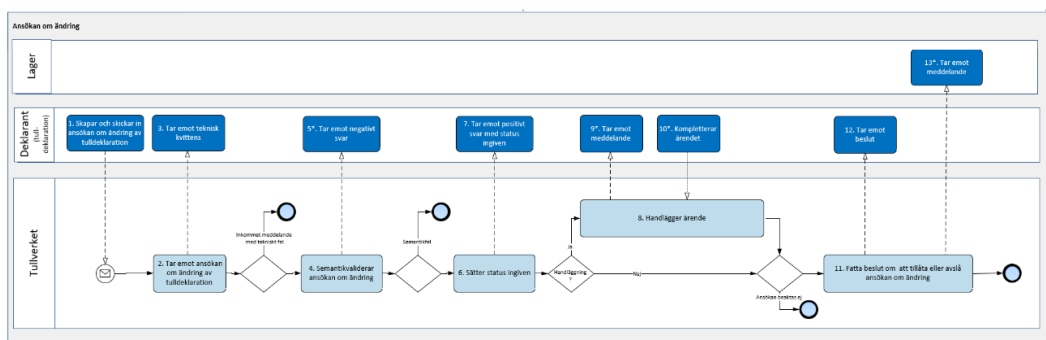 Ansökan om ändring
Lager
13*. Tar emot
meddelande
Deklarant
(tull-
deklaration)
1. Skapar och skickar in
ansökan om ändring av
tulldeklaration
3. Tar emot teknisk
kvittens
5*. Tar emot negativt
svar
7. Tar emot positivt
svar med status
ingiven
9*. Tar emot
meddelande
10*. Kompletterar
ärendet
12. Tar emot
beslut
Tullverket
2. Tar emot ansökan
om ändring av
tulldeklaration
Inkommet meddelande
med tekniskt fel
4. Semantikvaliderar
ansökan om ändring
Semantikfel
6. Sätter status ingiven
Handläggning
?
Ja
Nej
8. Handlägger ärende
Ansökan beaktas ej
11. Fatta beslut om att tillåta eller avslå
ansökan om ändring